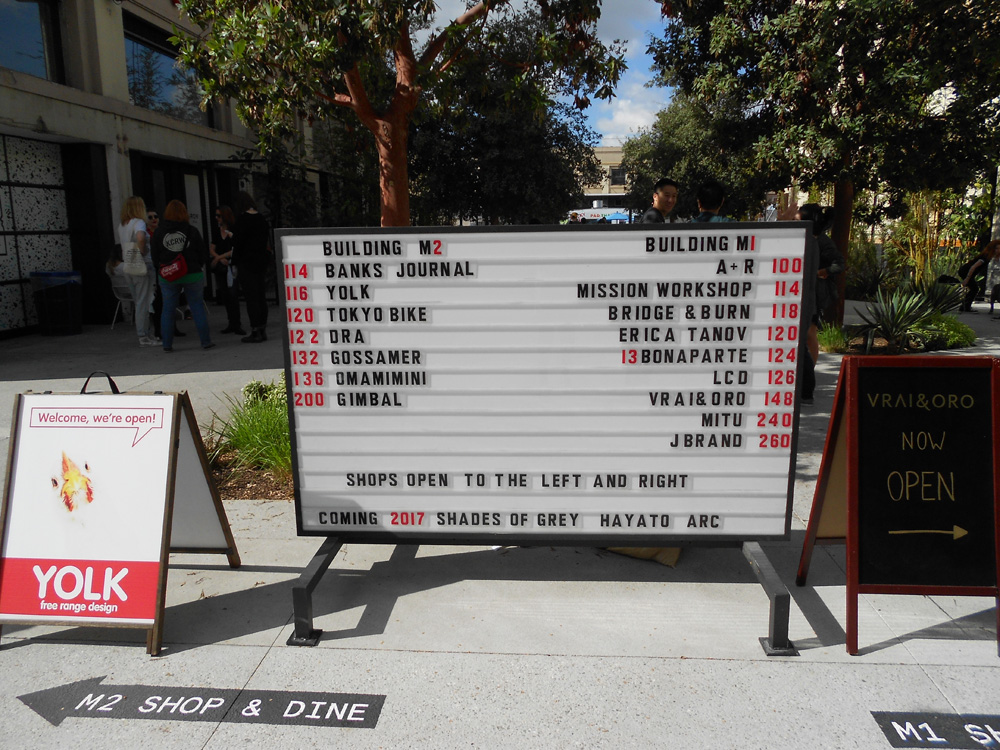 BUILDING M2
114 BANKS JOURNAL
116 YOLK
120 TOKYO BIKE
122 DRA
132 GOSSAMER
136 OMAMIMINI
200 GIMBAL
BUILDING M1
A+R 100
MISSION WORKSHOP 114
BRIDGE & BURN 118
ERICA TANOV 120
13 BONAPARTE 124
LCD 126
VRAI & ORO 148
MITU 240
J BRAND 260
SHOPS OPEN TO THE LEFT AND RIGHT
COMING 2017 SHADES OF GREY HAYATO ARC
Welcome, we're open!
YOLK
free range design
VRAI & ORO
NOW
OPEN
M2 SHOP & DINE
M1 SH
KCRW